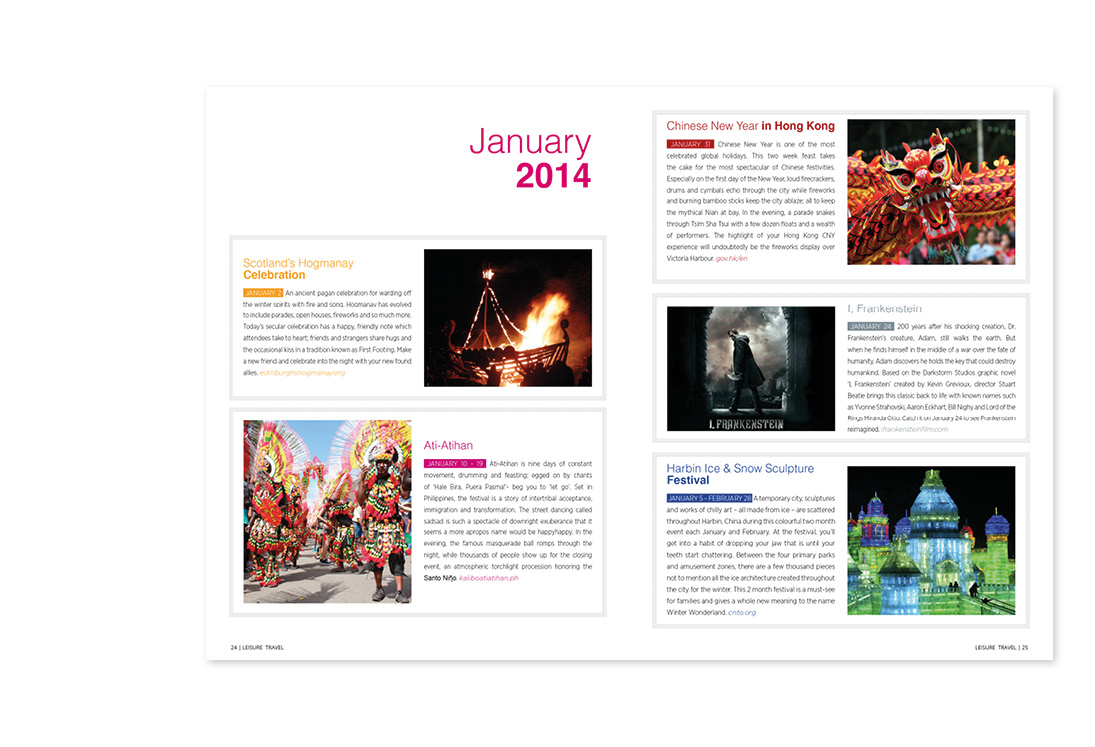 January
2014
Scotland's Hogmanay
Celebration
JANUARY 2 An ancient pagan celebration for warding off
the winter spirits with fire and song. Hogmanay has evolved
to include parades, open houses, fireworks and so much more.
Today's secular celebration has a happy, friendly note which
attendees take to heart; friends and strangers share hugs and
the occasional kiss in a tradition known as First Footing. Make
a new friend and celebrate into the night with your new found
allies. edinburghshogmanay.org
Ati-Atihan
JANUARY 10 - 19 Ati-Atihan is nine days of constant
movement, drumming and feasting; egged on by chants
of 'Hale Bira, Puera Pasma'- beg you to 'let go'. Set in
Philippines, the festival is a story of intertribal acceptance,
immigration and transformation. The street dancing called
sadsad is such a spectacle of downright exuberance that it
seems a more apropos name would be happyhappy. In the
evening, the famous masquerade ball romps through the
night, while thousands of people show up for the closing
event, an atmospheric torchlight procession honoring the
Santo Niño. kaliboatiatihan.ph
24 | LEISURE TRAVEL
Chinese New Year in Hong Kong
JANUARY 31 Chinese New Year is one of the most
celebrated global holidays. This two week feast takes
the cake for the most spectacular of Chinese festivities.
Especially on the first day of the New Year, loud firecrackers,
drums and cymbals echo through the city while fireworks
and burning bamboo sticks keep the city ablaze; all to keep
the mythical Nian at bay. In the evening, a parade snakes
through Tsim Sha Tsui with a few dozen floats and a wealth
of performers. The highlight of your Hong Kong CNY
experience will undoubtedly be the fireworks display over
Victoria Harbour. gov.hk/en
I, FRANKENSTEIN
I, Frankenstein
JANUARY 24 200 years after his shocking creation, Dr.
Frankenstein's creature, Adam, still walks the earth. But
when he finds himself in the middle of a war over the fate of
humanity, Adam discovers he holds the key that could destroy
humankind. Based on the Darkstorm Studios graphic novel
'I, Frankenstein' created by Kevin Grevioux, director Stuart
Beatie brings this classic back to life with known names such
as Yvonne Strahovski, Aaron Eckhart, Bill Nighy and Lord of the
Rings Miranda Otto. Catch it on January 24 to see Frankenstein
reimagined. ifrankensteinfilm.com
Harbin Ice & Snow Sculpture
Festival
JANUARY 5 - FEBRUARY 28 A temporary city, sculptures
and works of chilly art – all made from ice – are scattered
throughout Harbin, China during this colourful two month
event each January and February. At the festival, you'll
get into a habit of dropping your jaw that is until your
teeth start chattering. Between the four primary parks
and amusement zones, there are a few thousand pieces
not to mention all the ice architecture created throughout
the city for the winter. This 2 month festival is a must-see
for families and gives a whole new meaning to the name
Winter Wonderland. cnto.org
LEISURE TRAVEL | 25